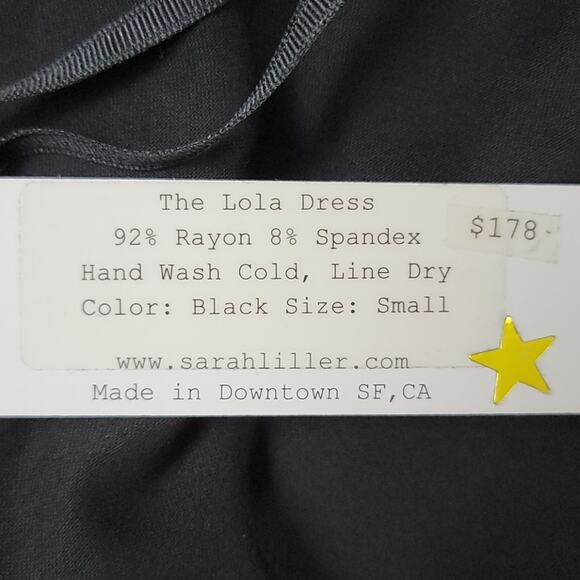 The Lola Dress
92% Rayon 8% Spandex
$178
Hand Wash Cold, Line Dry
Color: Black Size: Small
www.sarahliller.com
Made in Downtown SF,CA